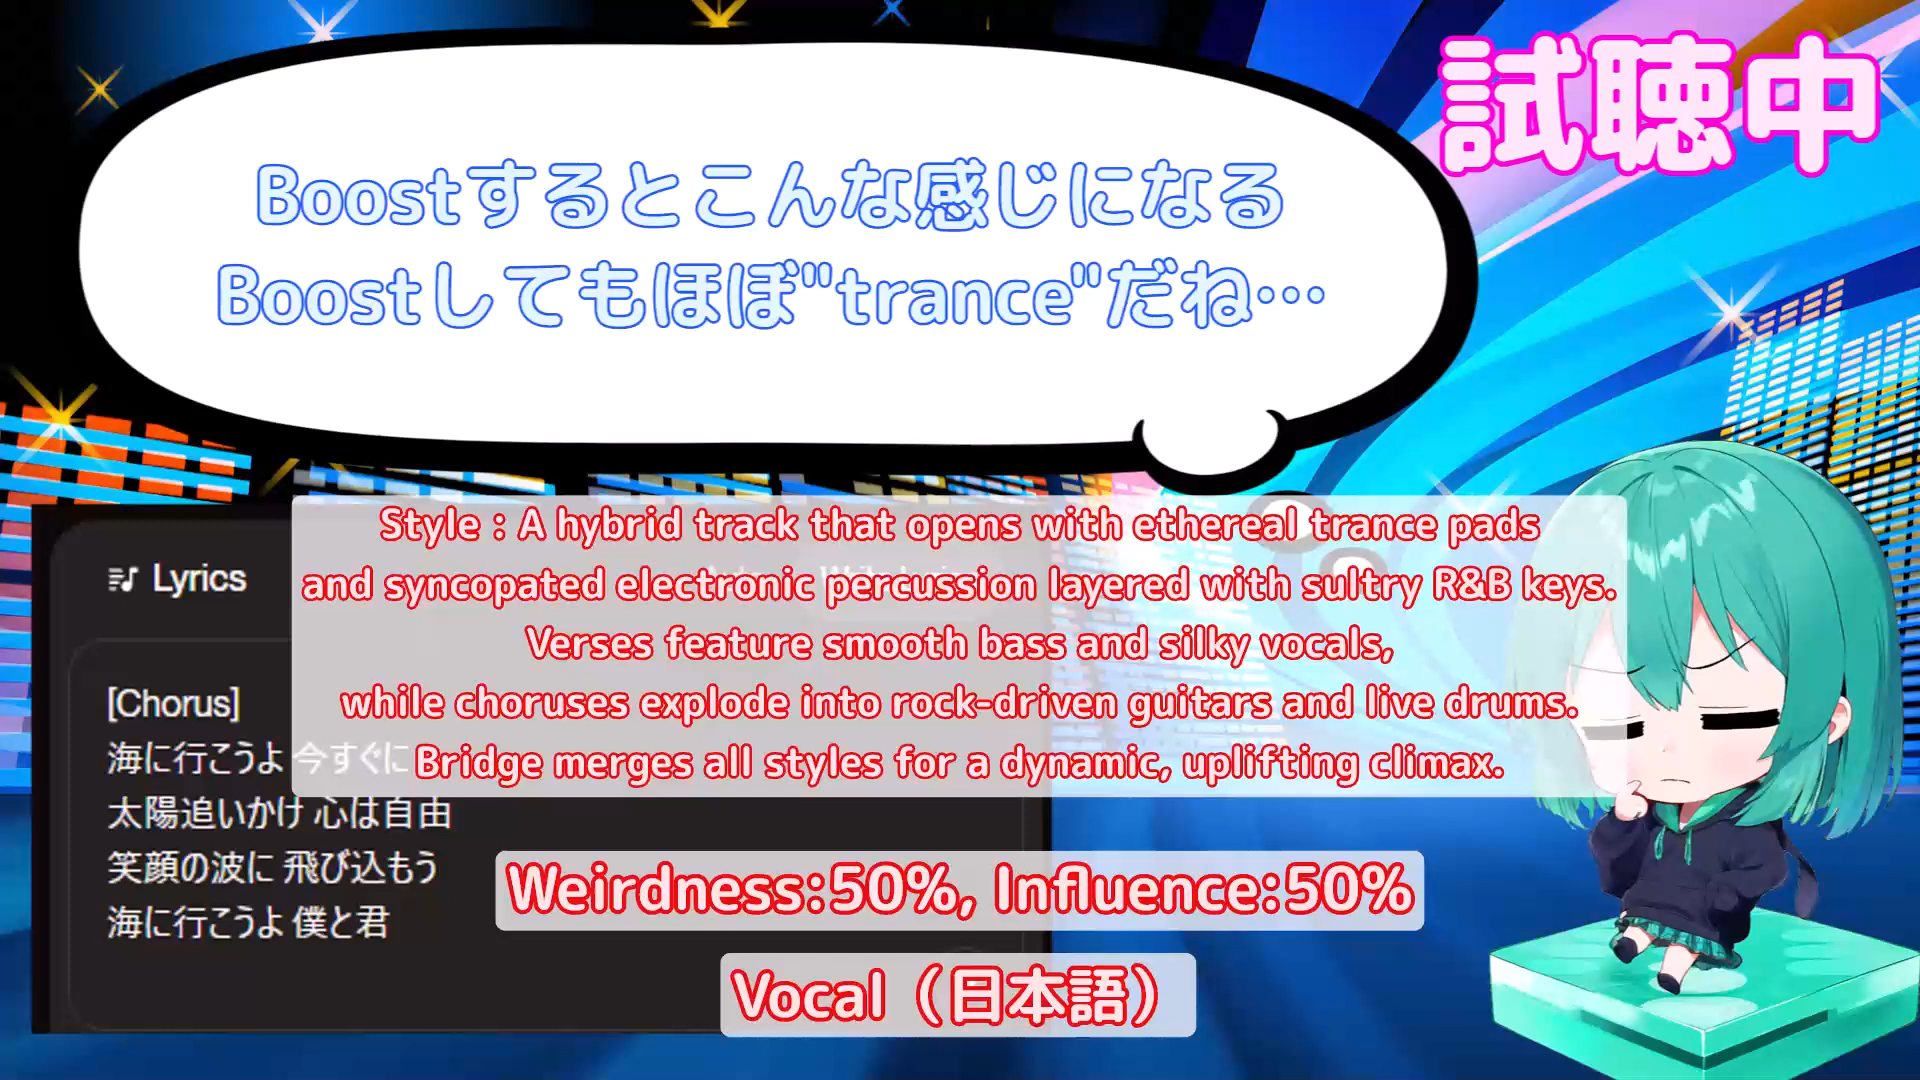 試聴中
Boostするとこんな感じになる
Boostしてもほぼ"trance"だね…
Style : A hybrid track that opens with ethereal trance pads
and syncopated electronic percussion layered with sultry R&B keys.
Verses feature smooth bass and silky vocals,
while choruses explode into rock-driven guitars and live drums.
Bridge merges all styles for a dynamic, uplifting climax.
Lyrics
[Chorus]
海に行こうよ 今すぐに
太陽追いかけ 心は自由
笑顔の波に 飛び込もう
海に行こうよ 僕と君
Weirdness:50%, Influence:50%
Vocal（日本語）